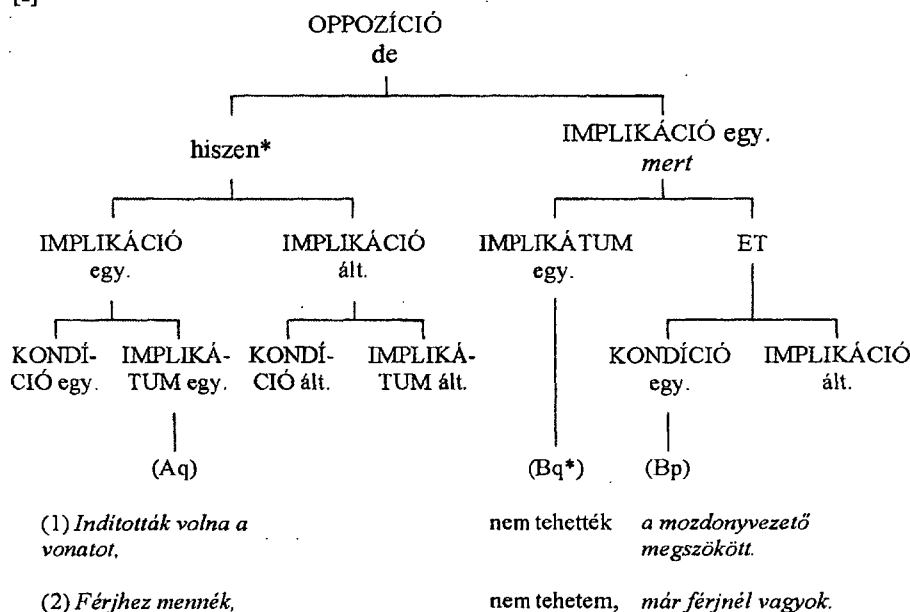 OPPOZÍCIÓ
de
hiszen*
IMPLIKÁCIÓ egy.
mert
IMPLIKÁCIÓ egy.
IMPLIKÁCIÓ ált.
IMPLIKÁTUM egy.
ET
KONDÍ-
CIÓ egy.
IMPLIKÁ-
TUM egy.
KONDÍ-
CIÓ ált.
IMPLIKÁ-
TUM ált.
KONDÍCIÓ
egy.
IMPLIKÁCIÓ
ált.
(Aq) (Bq*) (Bp)
(1) Indították volna a
vonatot,
nem tehették
a mozdonyvezető
megszökött.
(2) Férjhez mennék, nem tehetem, már férjnél vagyok.